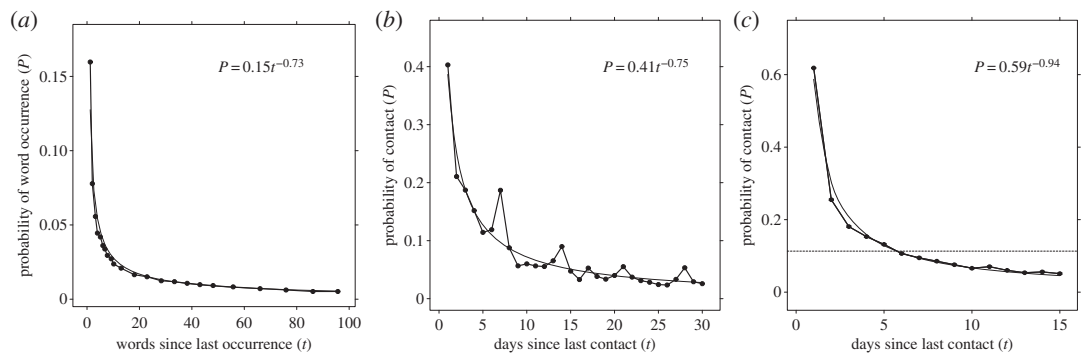 (a)
probability of word occurrence (P)
0.15
0.10
0.05
0
P = 0.15t^−0.73
0 20 40 60 80 100
words since last occurrence (t)
(b)
probability of contact (P)
0.4
0.3
0.2
0.1
0
P = 0.41t^−0.75
0 5 10 15 20 25 30
days since last contact (t)
(c)
probability of contact (P)
0.6
0.4
0.2
0
P = 0.59t^−0.94
0 5 10 15
days since last contact (t)